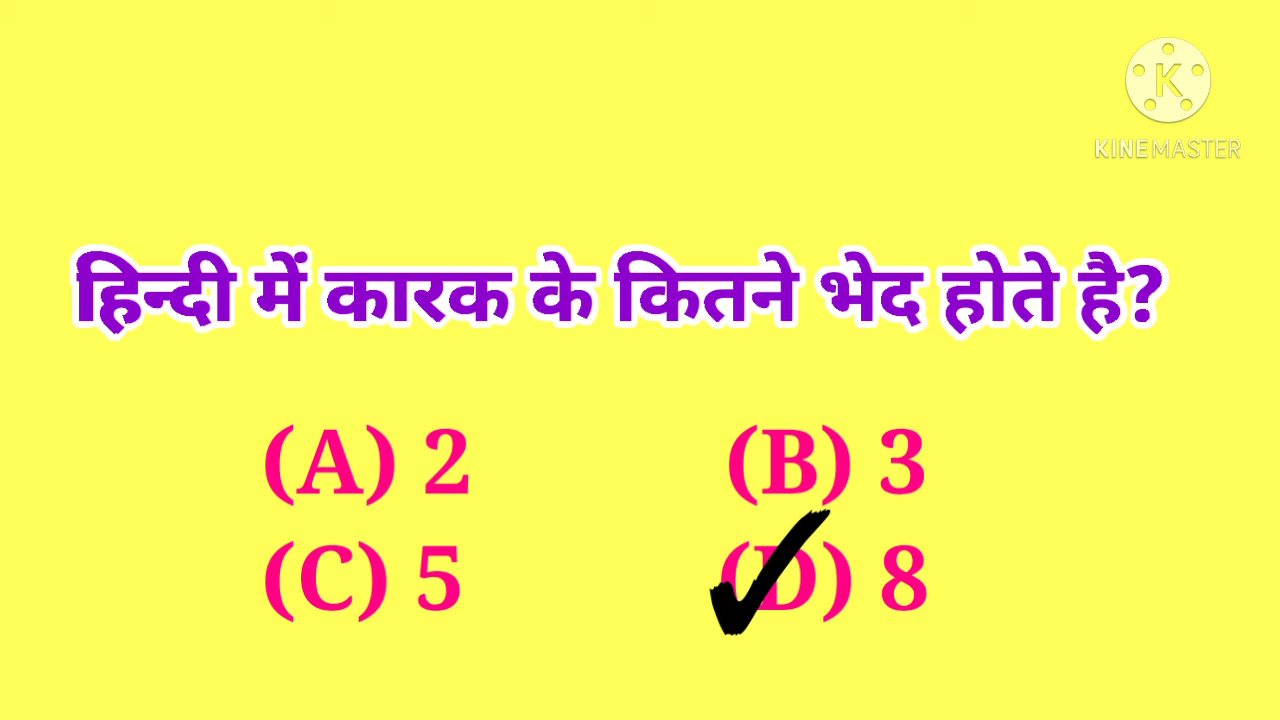 K
KINEMASTER
हिन्दी में कारक के कितने भेद होते है?
(A) 2 (B) 3
(C) 5 (D) 8